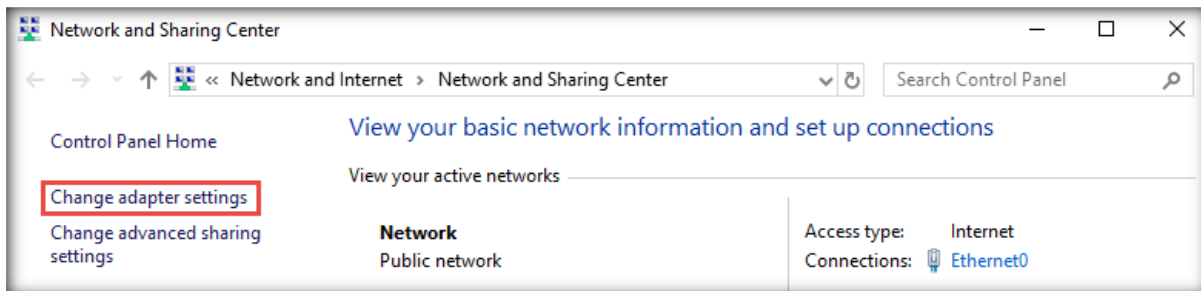 Network and Sharing Center
« Network and Internet > Network and Sharing Center
Search Control Panel
Control Panel Home
Change adapter settings
Change advanced sharing
settings
View your basic network information and set up connections
View your active networks
Network
Public network
Access type: Internet
Connections: Ethernet0